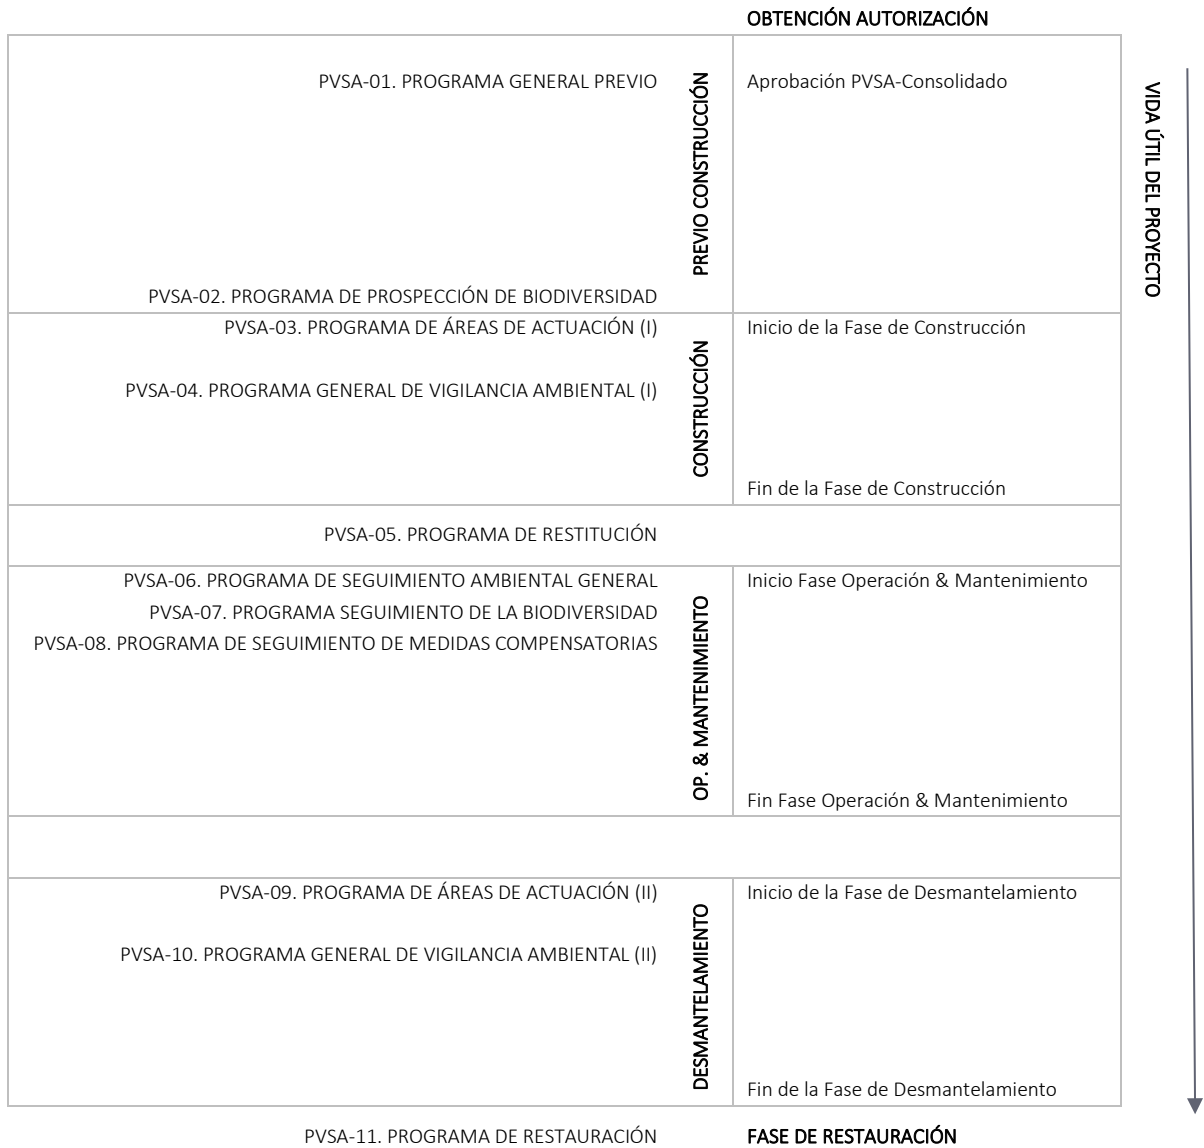 OBTENCIÓN AUTORIZACIÓN
PVSA-01. PROGRAMA GENERAL PREVIO
PREVIO CONSTRUCCIÓN
Aprobación PVSA-Consolidado
VIDA ÚTIL DEL PROYECTO
PVSA-02. PROGRAMA DE PROSPECCIÓN DE BIODIVERSIDAD
PVSA-03. PROGRAMA DE ÁREAS DE ACTUACIÓN (I)
Inicio de la Fase de Construcción
CONSTRUCCIÓN
PVSA-04. PROGRAMA GENERAL DE VIGILANCIA AMBIENTAL (I)
Fin de la Fase de Construcción
PVSA-05. PROGRAMA DE RESTITUCIÓN
PVSA-06. PROGRAMA DE SEGUIMIENTO AMBIENTAL GENERAL
Inicio Fase Operación & Mantenimiento
PVSA-07. PROGRAMA SEGUIMIENTO DE LA BIODIVERSIDAD
PVSA-08. PROGRAMA DE SEGUIMIENTO DE MEDIDAS COMPENSATORIAS
OP. & MANTENIMIENTO
Fin Fase Operación & Mantenimiento
PVSA-09. PROGRAMA DE ÁREAS DE ACTUACIÓN (II)
Inicio de la Fase de Desmantelamiento
DESMANTELAMIENTO
PVSA-10. PROGRAMA GENERAL DE VIGILANCIA AMBIENTAL (II)
Fin de la Fase de Desmantelamiento
PVSA-11. PROGRAMA DE RESTAURACIÓN
FASE DE RESTAURACIÓN